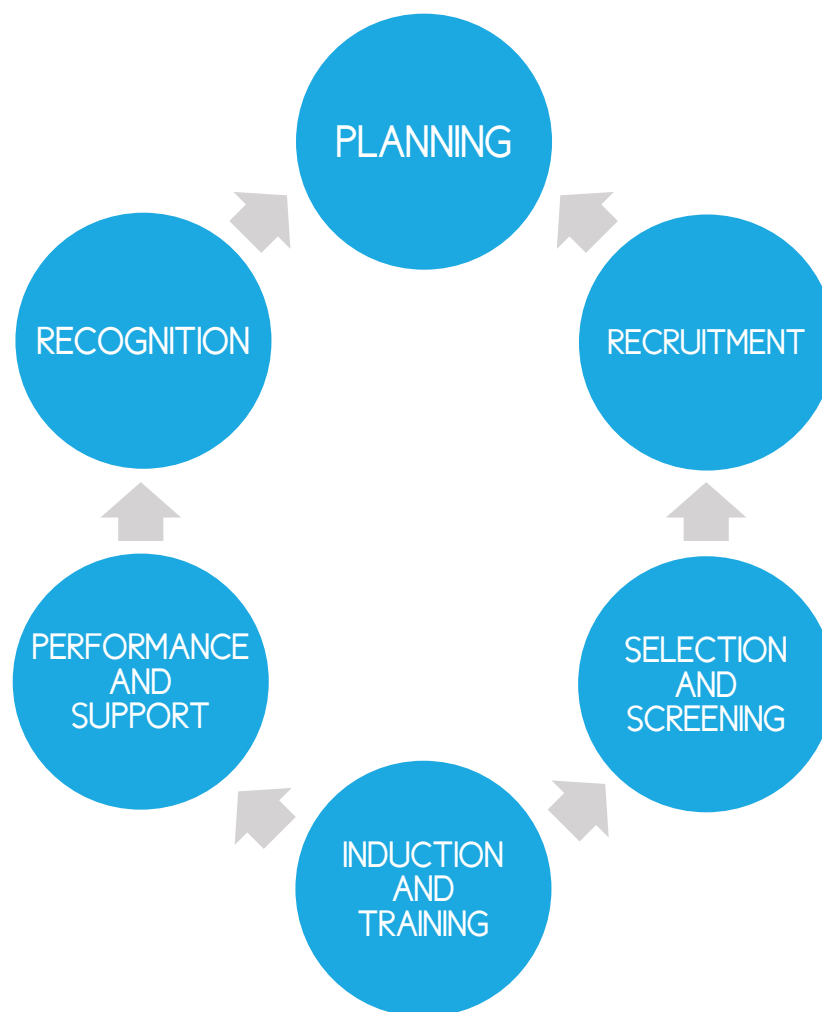 PLANNING
RECOGNITION
RECRUITMENT
PERFORMANCE
AND
SUPPORT
SELECTION
AND
SCREENING
INDUCTION
AND
TRAINING